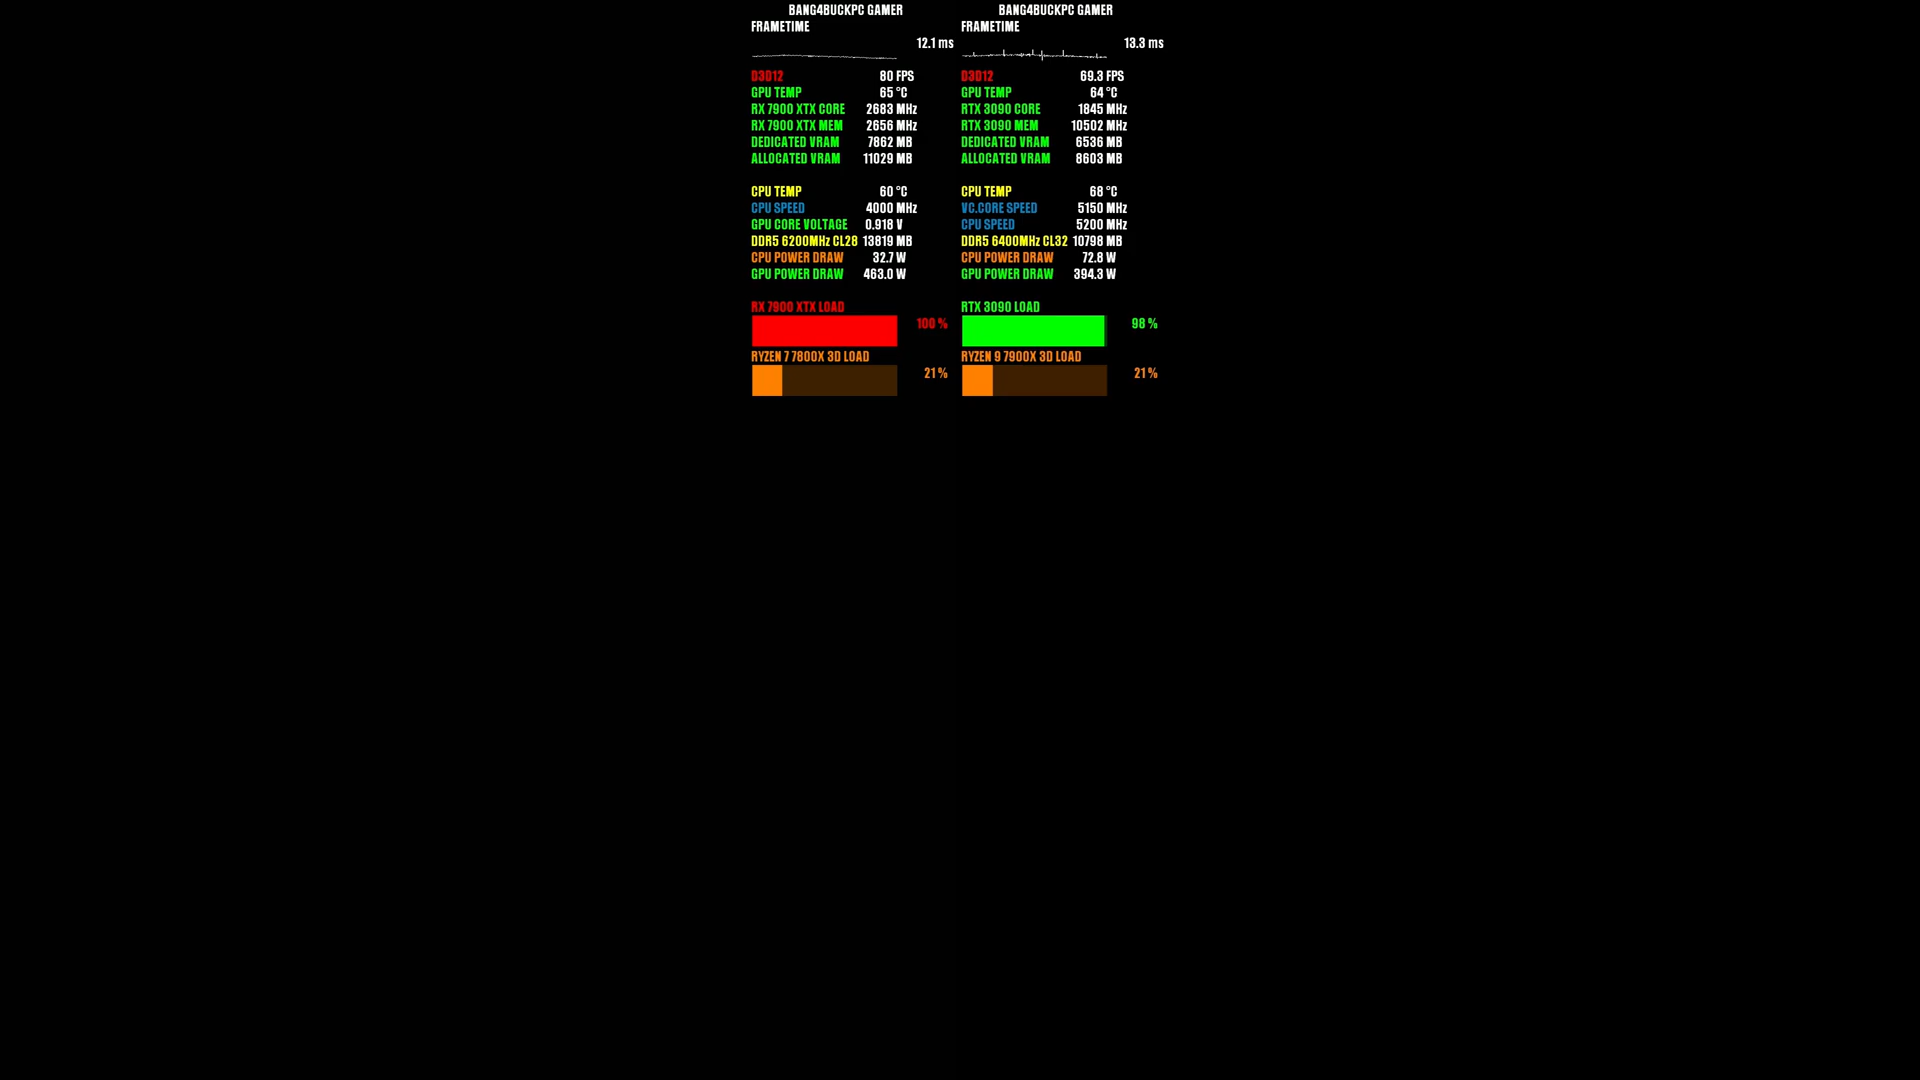 BANG4BUCKPC GAMER
FRAMETIME
12.1 ms
D3D12 80 FPS
GPU TEMP 65 °C
RX 7900 XTX CORE 2683 MHz
RX 7900 XTX MEM 2656 MHz
DEDICATED VRAM 7862 MB
ALLOCATED VRAM 11029 MB
CPU TEMP 60 °C
CPU SPEED 4000 MHz
GPU CORE VOLTAGE 0.918 V
DDR5 6200MHz CL28 13819 MB
CPU POWER DRAW 32.7 W
GPU POWER DRAW 463.0 W
RX 7900 XTX LOAD
100 %
RYZEN 7 7800X 3D LOAD
21 %
BANG4BUCKPC GAMER
FRAMETIME
13.3 ms
D3D12 69.3 FPS
GPU TEMP 64 °C
RTX 3090 CORE 1845 MHz
RTX 3090 MEM 10502 MHz
DEDICATED VRAM 6536 MB
ALLOCATED VRAM 8603 MB
CPU TEMP 68 °C
VC.CORE SPEED 5150 MHz
CPU SPEED 5200 MHz
DDR5 6400MHz CL32 10798 MB
CPU POWER DRAW 72.8 W
GPU POWER DRAW 394.3 W
RTX 3090 LOAD
98 %
RYZEN 9 7900X 3D LOAD
21 %